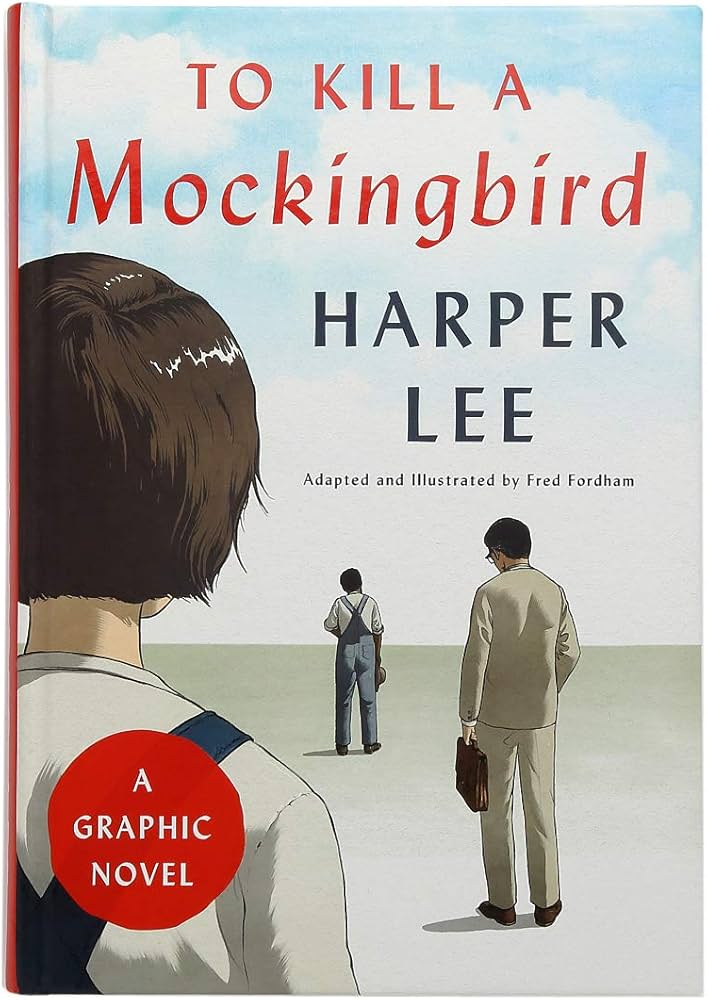 TO KILL A
Mockingbird
HARPER
LEE
Adapted and Illustrated by Fred Fordham
A
GRAPHIC
NOVEL